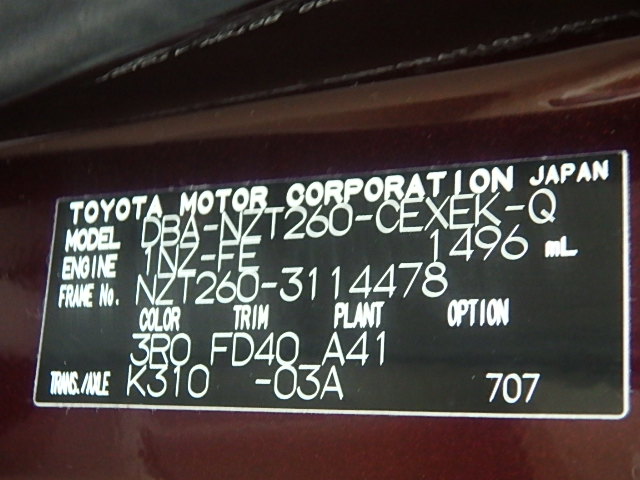 TOYOTA MOTOR CORPORATION JAPAN
MODEL DBA-NZT260-CEXEK-Q
ENGINE 1NZ-FE 1496 mL
FRAME No. NZT260-3114478
COLOR TRIM PLANT OPTION
3R0 FD40 A41
TRANS./AXLE K310 -03A 707